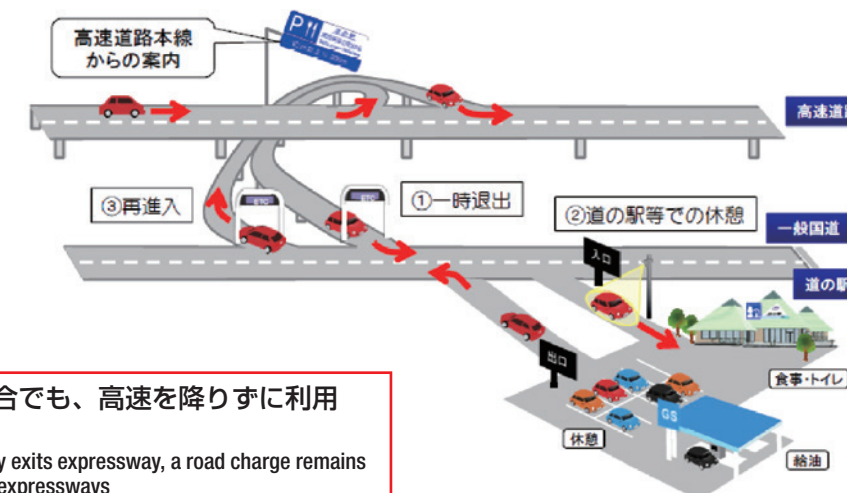 高速道路本線
からの案内
P
高速道路
ETC
ETC
③再進入
①一時退出
②道の駅等での休憩
一般国道
入口
道の駅
出口
食事・トイレ
GS
休憩
給油
合でも、高速を降りずに利用
y exits expressway, a road charge remains
expressways